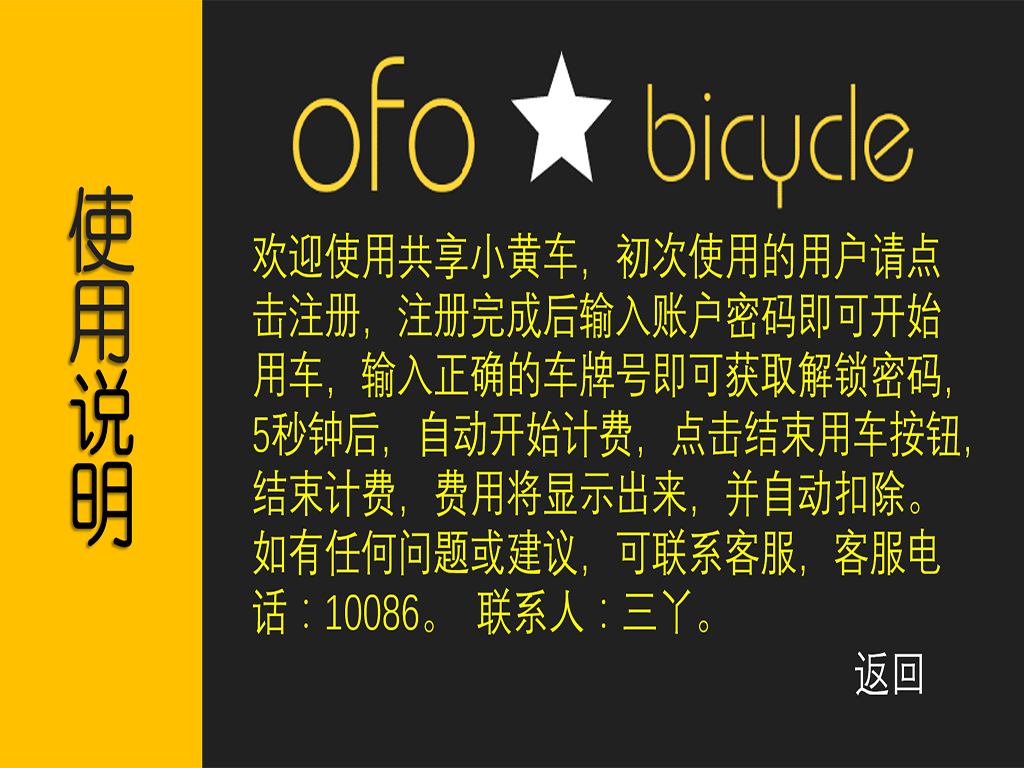 使用说明
ofo bicycle
欢迎使用共享小黄车，初次使用的用户请点
击注册，注册完成后输入账户密码即可开始
用车，输入正确的车牌号即可获取解锁密码，
5秒钟后，自动开始计费，点击结束用车按钮，
结束计费，费用将显示出来，并自动扣除。
如有任何问题或建议，可联系客服，客服电
话：10086。 联系人：三丫。
返回